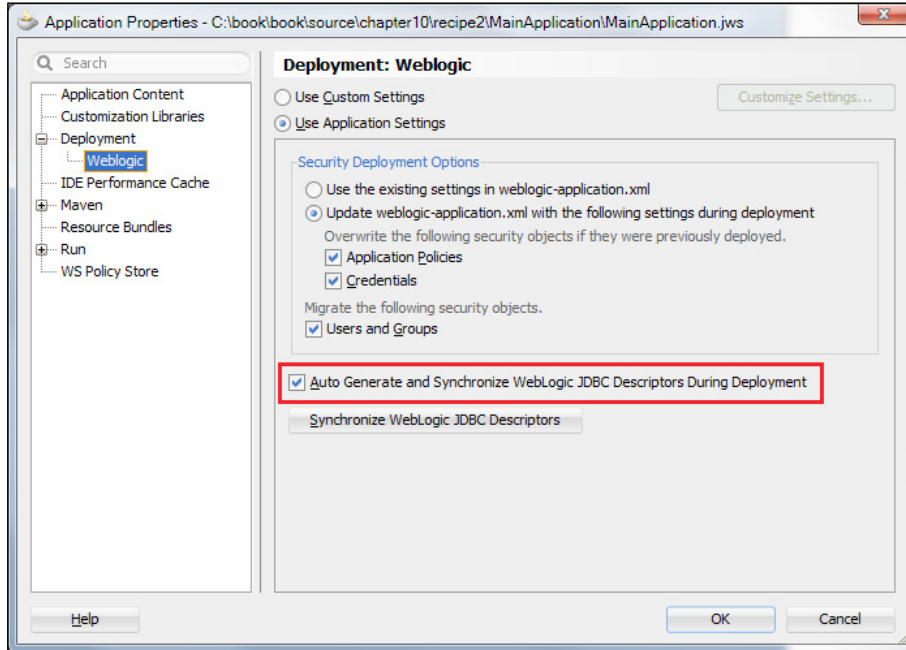 Application Properties - C:\book\book\source\chapter10\recipe2\MainApplication\MainApplication.jws
Search
Application Content
Customization Libraries
Deployment
Weblogic
IDE Performance Cache
Maven
Resource Bundles
Run
WS Policy Store
Deployment: Weblogic
Use Custom Settings
Customize Settings...
Use Application Settings
Security Deployment Options
Use the existing settings in weblogic-application.xml
Update weblogic-application.xml with the following settings during deployment
Overwrite the following security objects if they were previously deployed.
Application Policies
Credentials
Migrate the following security objects.
Users and Groups
Auto Generate and Synchronize WebLogic JDBC Descriptors During Deployment
Synchronize WebLogic JDBC Descriptors
Help
OK
Cancel